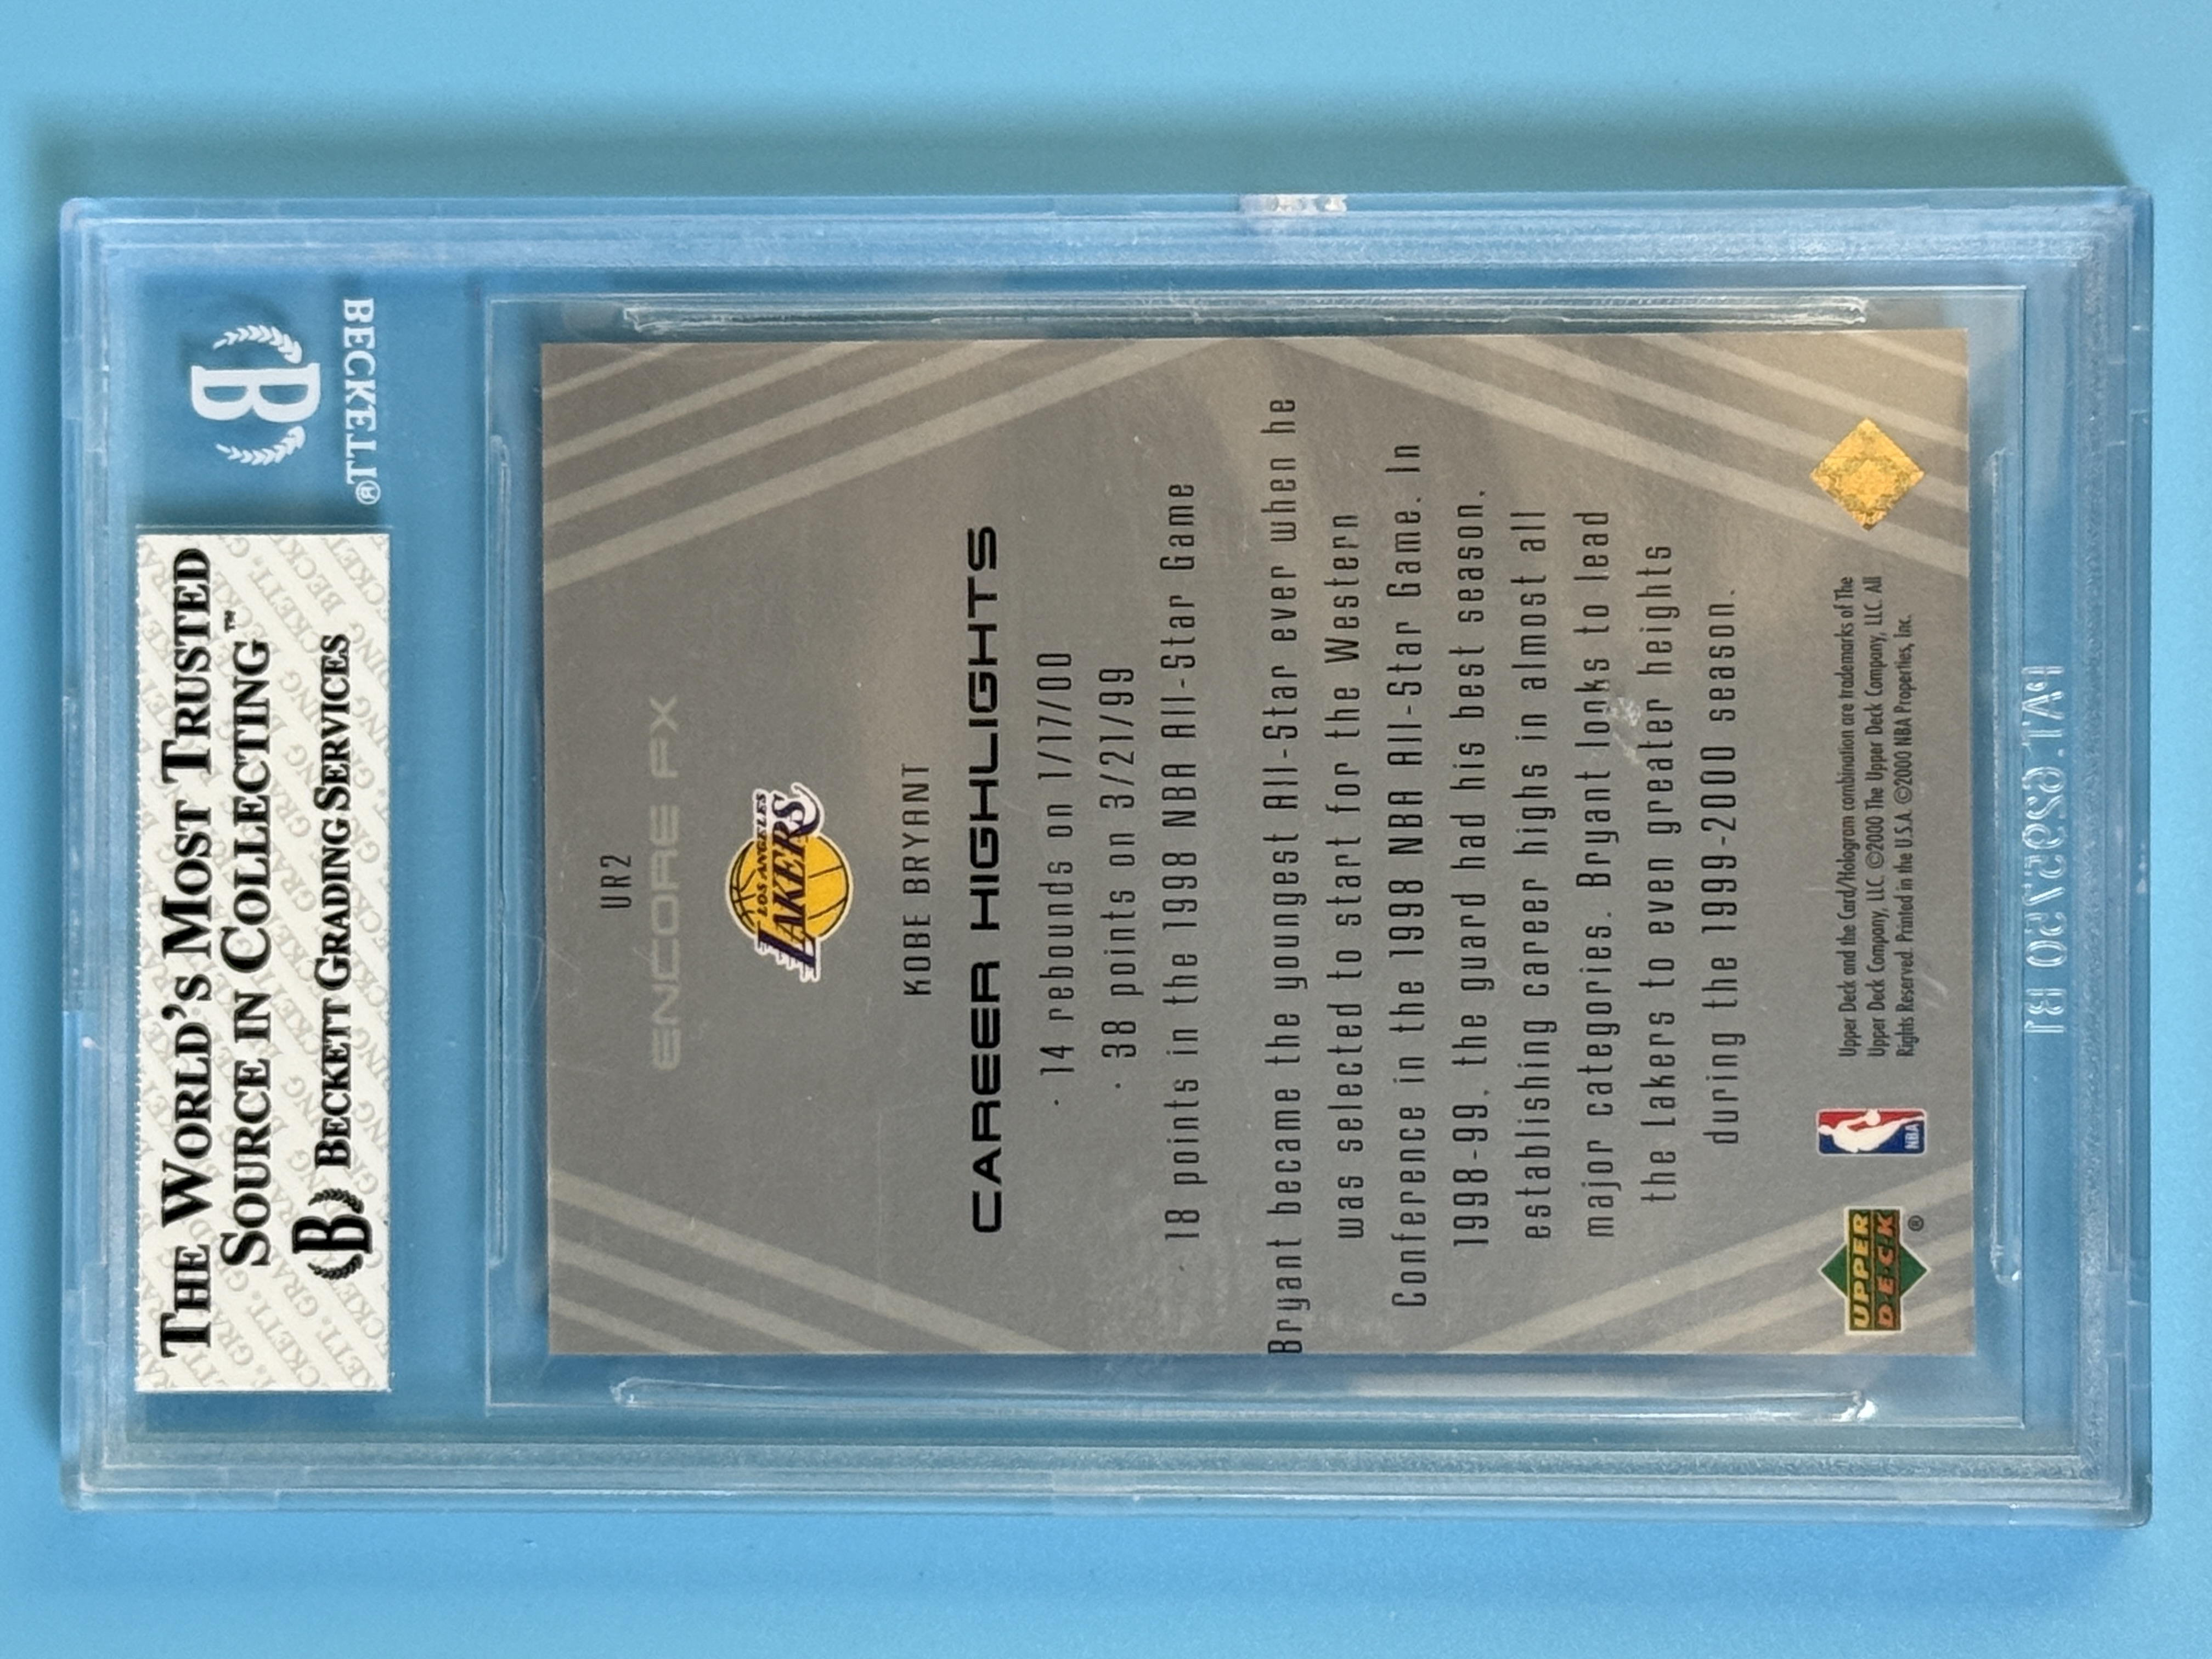 THE WORLD'S MOST TRUSTED
SOURCE IN COLLECTING™
B BECKETT GRADING SERVICES
B
BECKETT®
UR2
ENCORE FX
LOS ANGELES
LAKERS
KOBE BRYANT
CAREER HIGHLIGHTS
· 14 rebounds on 1/17/00
· 38 points on 3/21/99
· 18 points in the 1998 NBA All-Star Game
Bryant became the youngest All-Star ever when he
was selected to start for the Western
Conference in the 1998 NBA All-Star Game. In
1998-99, the guard had his best season,
establishing career highs in almost all
major categories. Bryant looks to lead
the Lakers to even greater heights
during the 1999-2000 season.
UPPER
DECK
®
NBA
Upper Deck and the Card/Hologram combination are trademarks of The
Upper Deck Company, LLC. ©2000 The Upper Deck Company, LLC. All
Rights Reserved. Printed in the U.S.A. ©2000 NBA Properties, Inc.